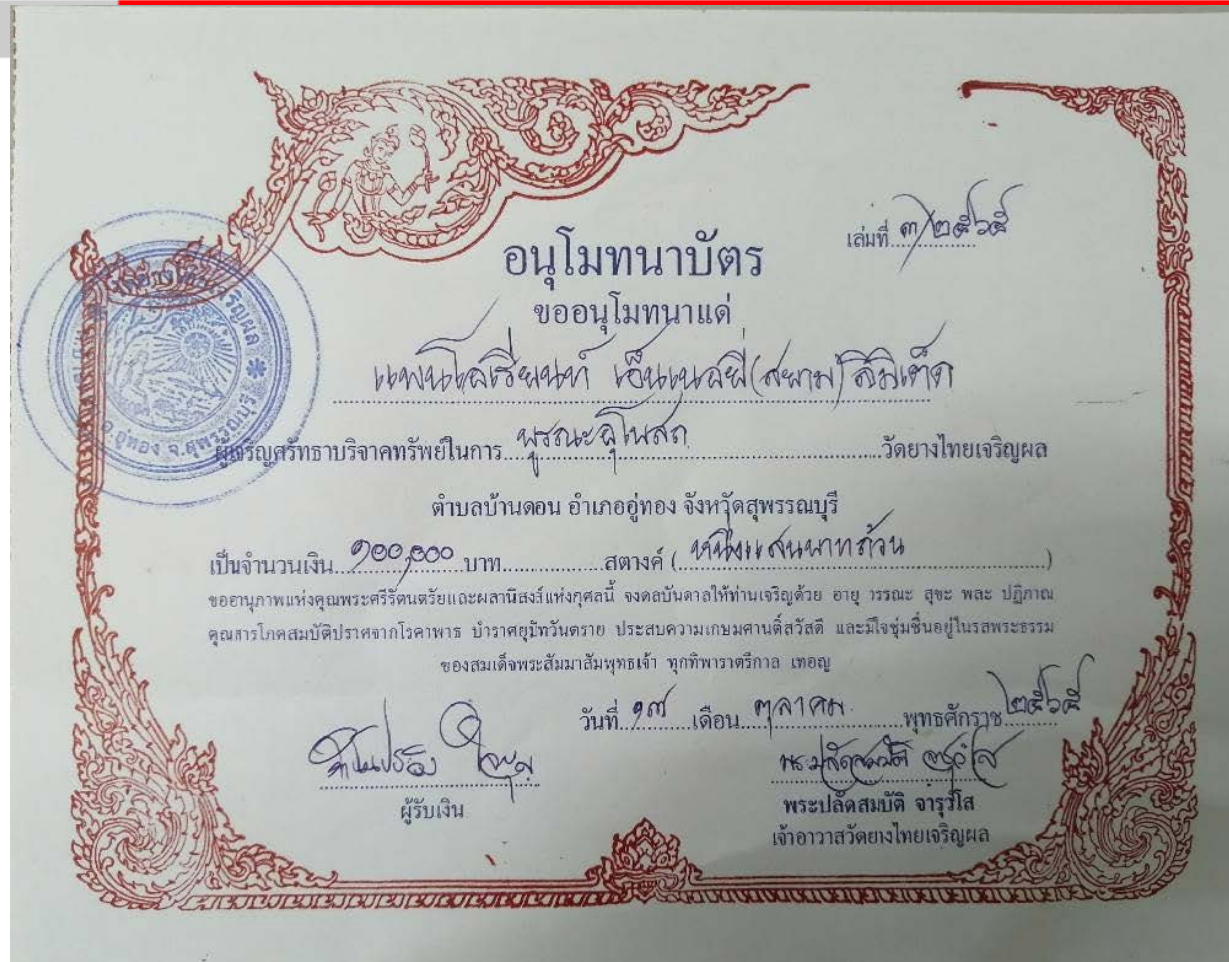 เล่มที่ ๓/๒๕๖๕
อนุโมทนาบัตร
ขออนุโมทนาแด่
แพนโอเรียนท์ เอ็นเนอยี่(สยาม)ลิมิเต็ด
ผู้เจริญศรัทธาบริจาคทรัพย์ในการ บูรณะอุโบสถ วัดยางไทยเจริญผล
ตำบลบ้านดอน อำเภออู่ทอง จังหวัดสุพรรณบุรี
เป็นจำนวนเงิน ๑๐๐,๐๐๐ บาท สตางค์ ( หนึ่งแสนบาทถ้วน )
ขออานุภาพแห่งคุณพระศรีรัตนตรัยและผลานิสงส์แห่งกุศลนี้ จงดลบันดาลให้ท่านเจริญด้วย อายุ วรรณะ สุขะ พละ ปฏิภาณ
คุณสารโภคสมบัติปราศจากโรคาพาธ บำราศยุปัทวันตราย ประสบความเกษมศานติ์สวัสดี และมีใจชุ่มชื่นอยู่ในรสพระธรรม
ของสมเด็จพระสัมมาสัมพุทธเจ้า ทุกทิพาราตรีกาล เทอญ
วันที่ ๑๗ เดือน ตุลาคม พุทธศักราช ๒๕๖๕
พระปลัดสมบัติ
ผู้รับเงิน
พระปลัดสมบัติ จารุวํโส
เจ้าอาวาสวัดยางไทยเจริญผล
อ.อู่ทอง จ.สุพรรณบุรี